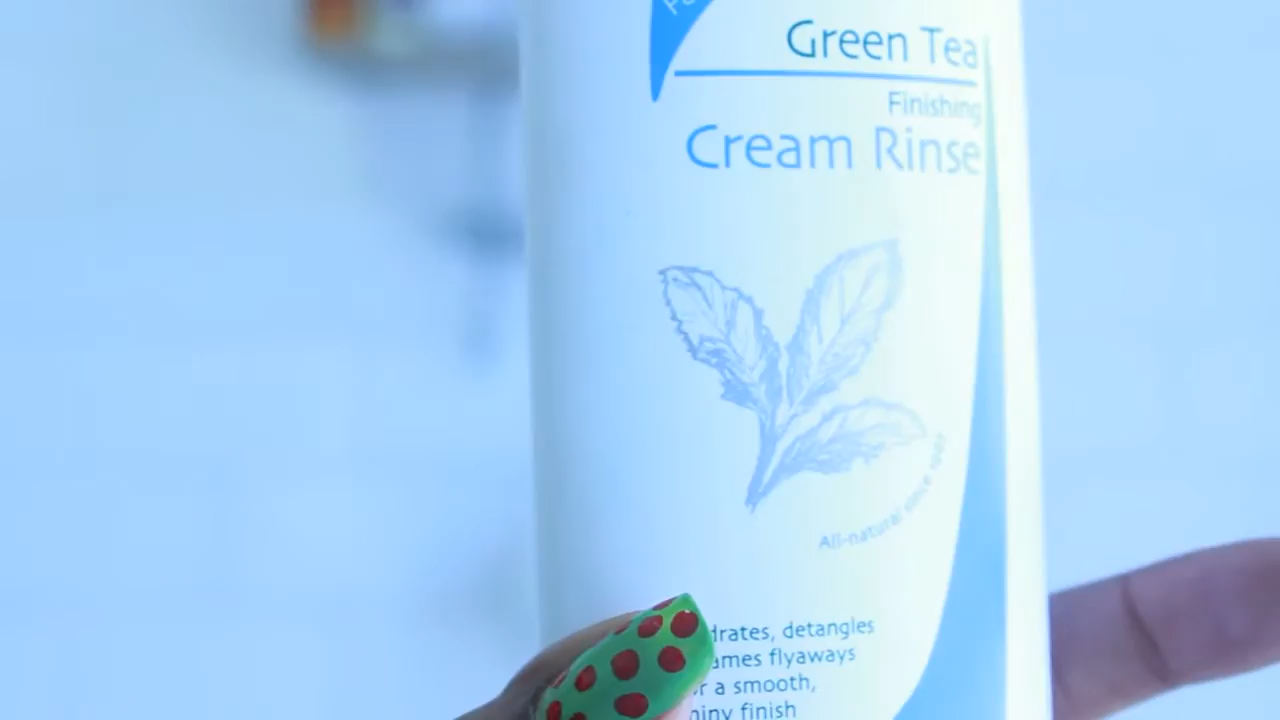 Green Tea
Finishing
Cream Rinse
All-natural since
drates, detangles
ames flyaways
r a smooth,
hiny finish